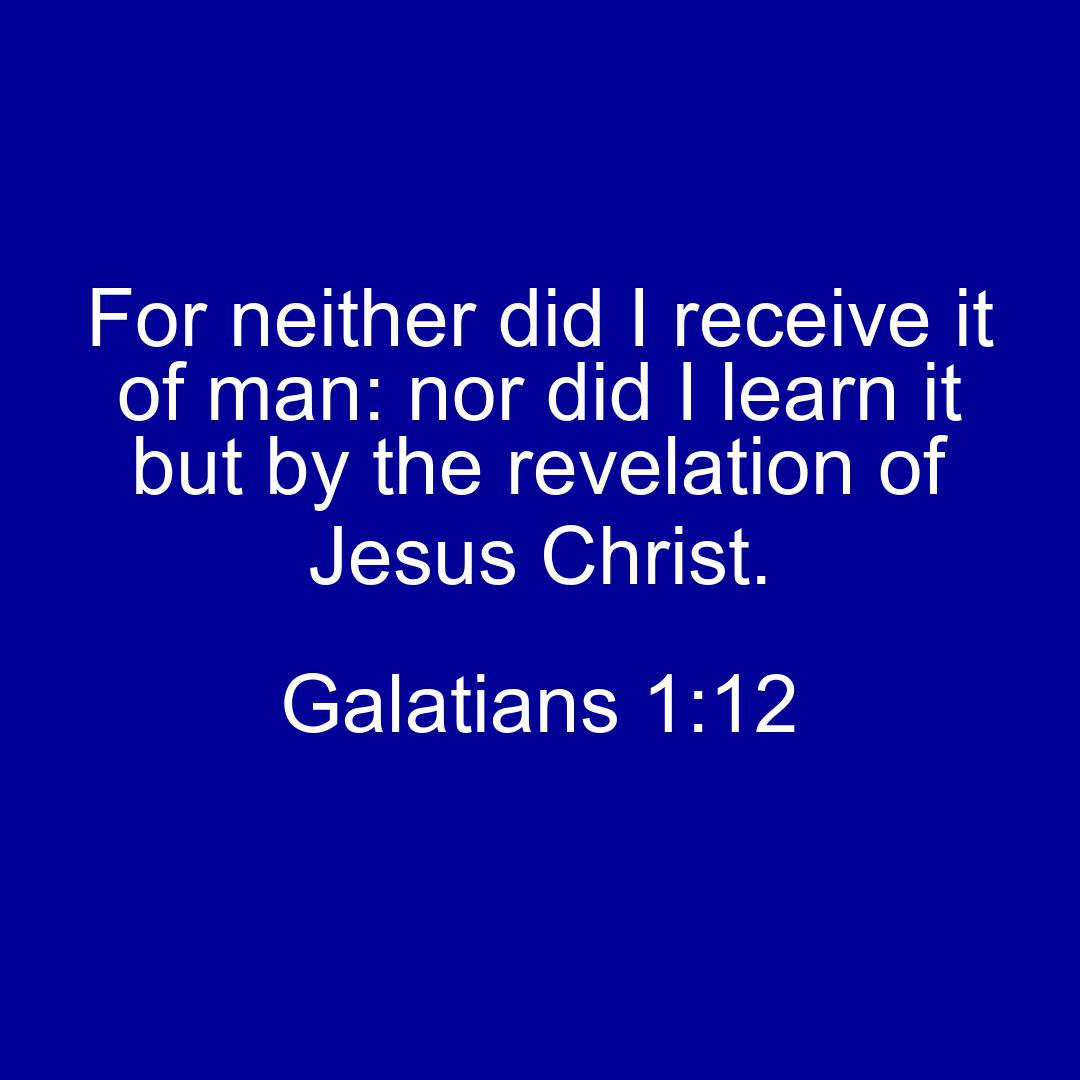 For neither did I receive it
of man: nor did I learn it
but by the revelation of
Jesus Christ.
Galatians 1:12